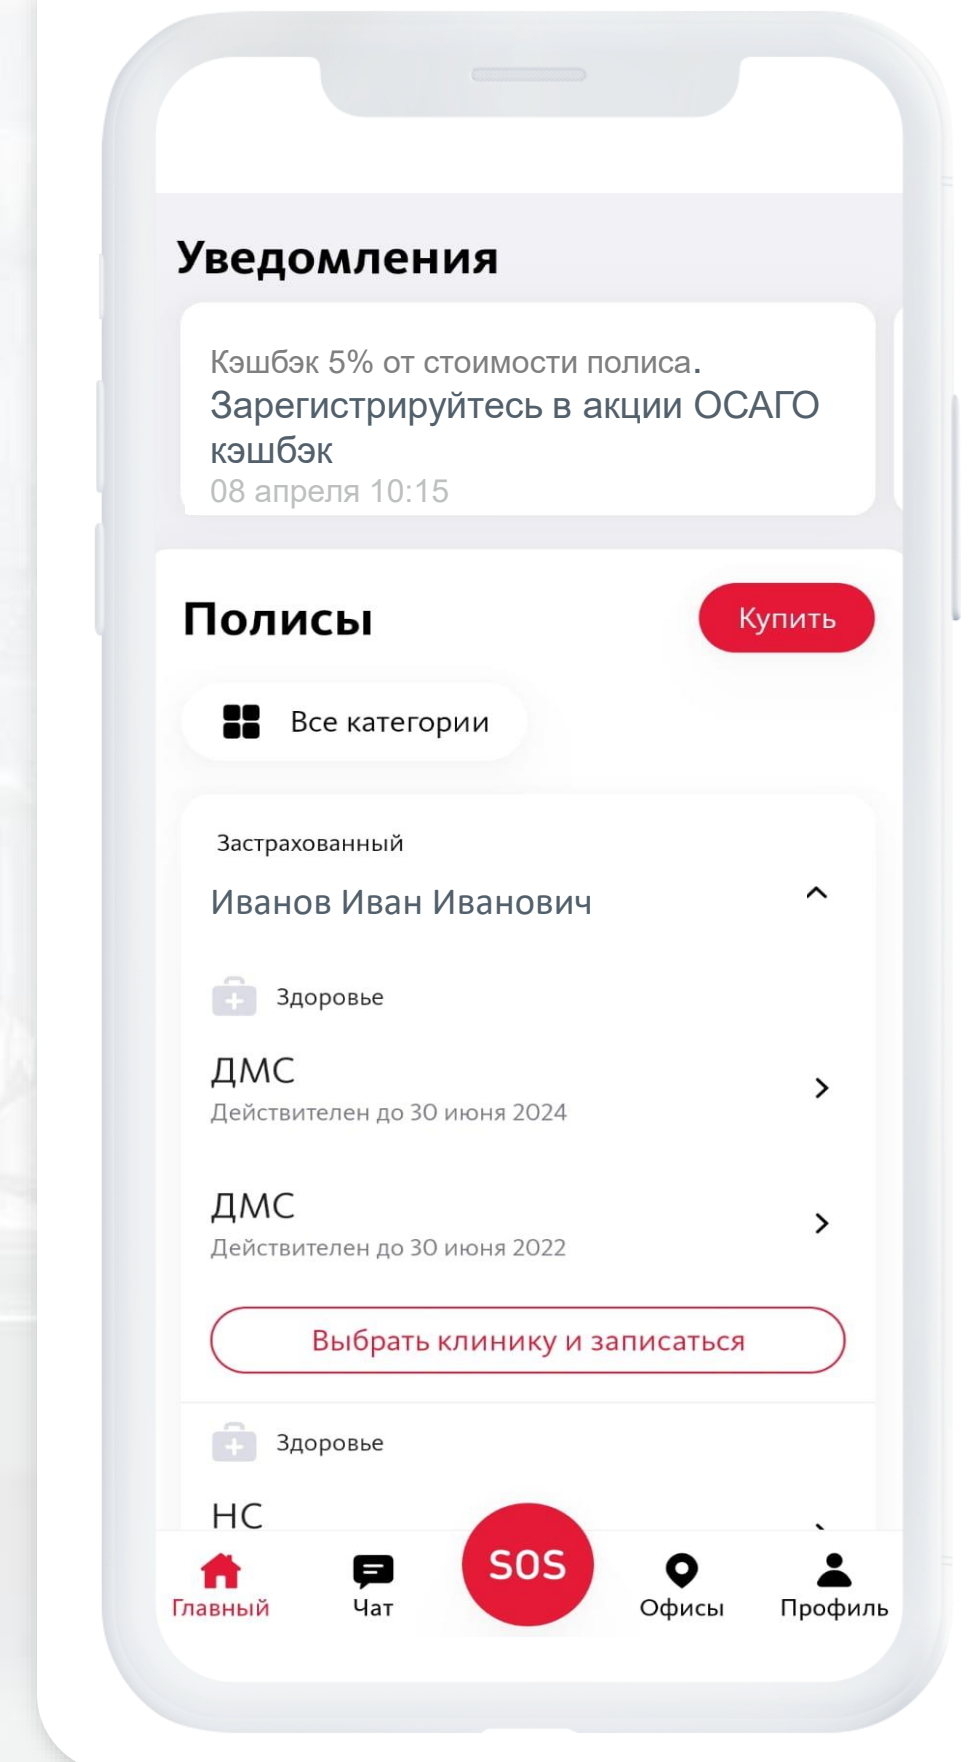 Уведомления
Кэшбэк 5% от стоимости полиса.
Зарегистрируйтесь в акции ОСАГО
кэшбэк
08 апреля 10:15
Полисы
Купить
Все категории
Застрахованный
Иванов Иван Иванович
Здоровье
ДМС
Действителен до 30 июня 2024
ДМС
Действителен до 30 июня 2022
Выбрать клинику и записаться
Здоровье
НС
Главный
Чат
SOS
Офисы
Профиль